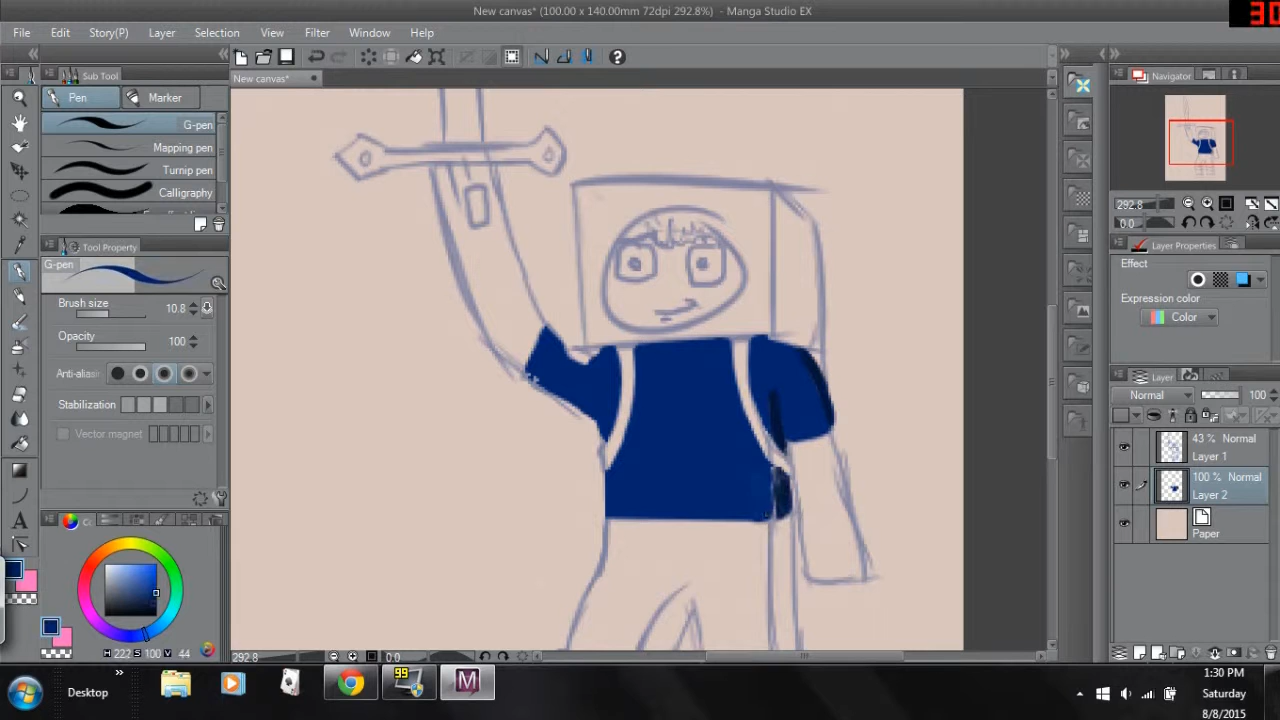 New canvas* (100.00 x 140.00mm 72dpi 292.8%) - Manga Studio EX
30
File Edit Story(P) Layer Selection View Filter Window Help
Sub Tool
New canvas*
Navigator
Pen Marker
G-pen
Mapping pen
Turnip pen
Calligraphy
292.8
0.0
Tool Property
Layer Properties
G-pen
Effect
Brush size 10.8
Expression color
Color
Opacity 100
Anti-aliasin
Layer
Stabilization
Normal 100
Vector magnet
43 % Normal
Layer 1
100 % Normal
Layer 2
Paper
H 222 S 100 V 44
292.8 0.0
Desktop
99
M
1:30 PM
Saturday
8/8/2015